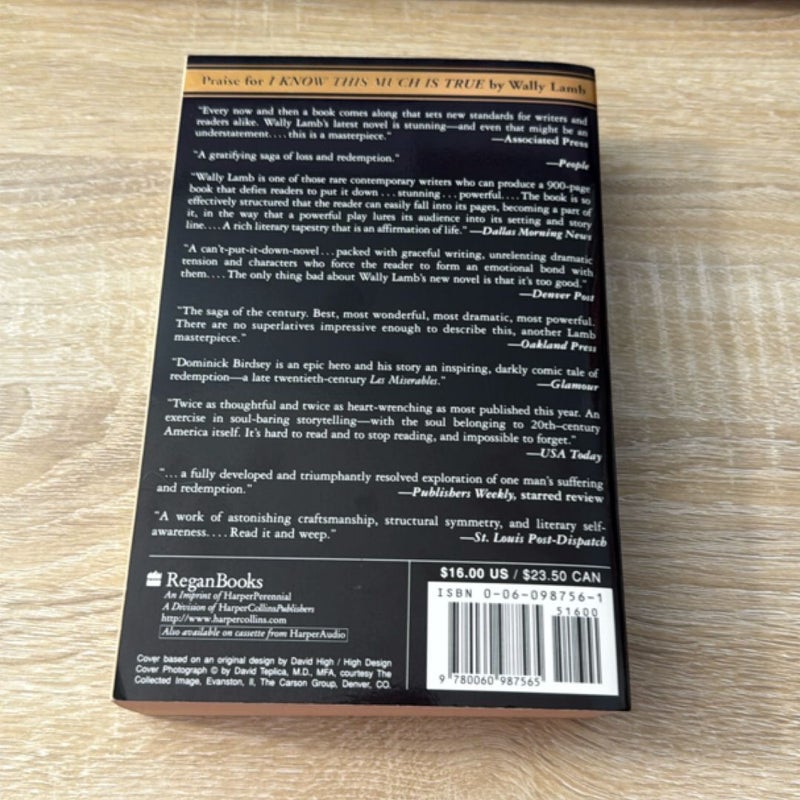 Praise for I KNOW THIS MUCH IS TRUE by Wally Lamb
"Every now and then a book comes along that sets new standards for writers and
readers alike. Wally Lamb's latest novel is stunning—and even that might be an
understatement.... this is a masterpiece."
—Associated Press
"A gratifying saga of loss and redemption."
—People
"Wally Lamb is one of those rare contemporary writers who can produce a 900-page
book that defies readers to put it down... stunning... powerful.... The book is so
effectively structured that the reader can easily fall into its pages, becoming a part of
it, in the way that a powerful play lures its audience into its setting and story
line.... A rich literary tapestry that is an affirmation of life." —Dallas Morning News
"A can't-put-it-down-novel... packed with graceful writing, unrelenting dramatic
tension and characters who force the reader to form an emotional bond with
them.... The only thing bad about Wally Lamb's new novel is that it's too good."
—Denver Post
"The saga of the century. Best, most wonderful, most dramatic, most powerful.
There are no superlatives impressive enough to describe this, another Lamb
masterpiece."
—Oakland Press
"Dominick Birdsey is an epic hero and his story an inspiring, darkly comic tale of
redemption—a late twentieth-century Les Miserables."
—Glamour
"Twice as thoughtful and twice as heart-wrenching as most published this year. An
exercise in soul-baring storytelling—with the soul belonging to 20th-century
America itself. It's hard to read and to stop reading, and impossible to forget."
—USA Today
"... a fully developed and triumphantly resolved exploration of one man's suffering
and redemption."
—Publishers Weekly, starred review
"A work of astonishing craftsmanship, structural symmetry, and literary self-
awareness.... Read it and weep."
—St. Louis Post-Dispatch
ReganBooks
An Imprint of HarperPerennial
A Division of HarperCollinsPublishers
http://www.harpercollins.com
Also available on cassette from HarperAudio
Cover based on an original design by David High / High Design
Cover Photograph © by David Teplica, M.D., MFA, courtesy The
Collected Image, Evanston, Il, The Carson Group, Denver, CO.
$16.00 US / $23.50 CAN
ISBN 0-06-098756-1
51600
9 780060 987565